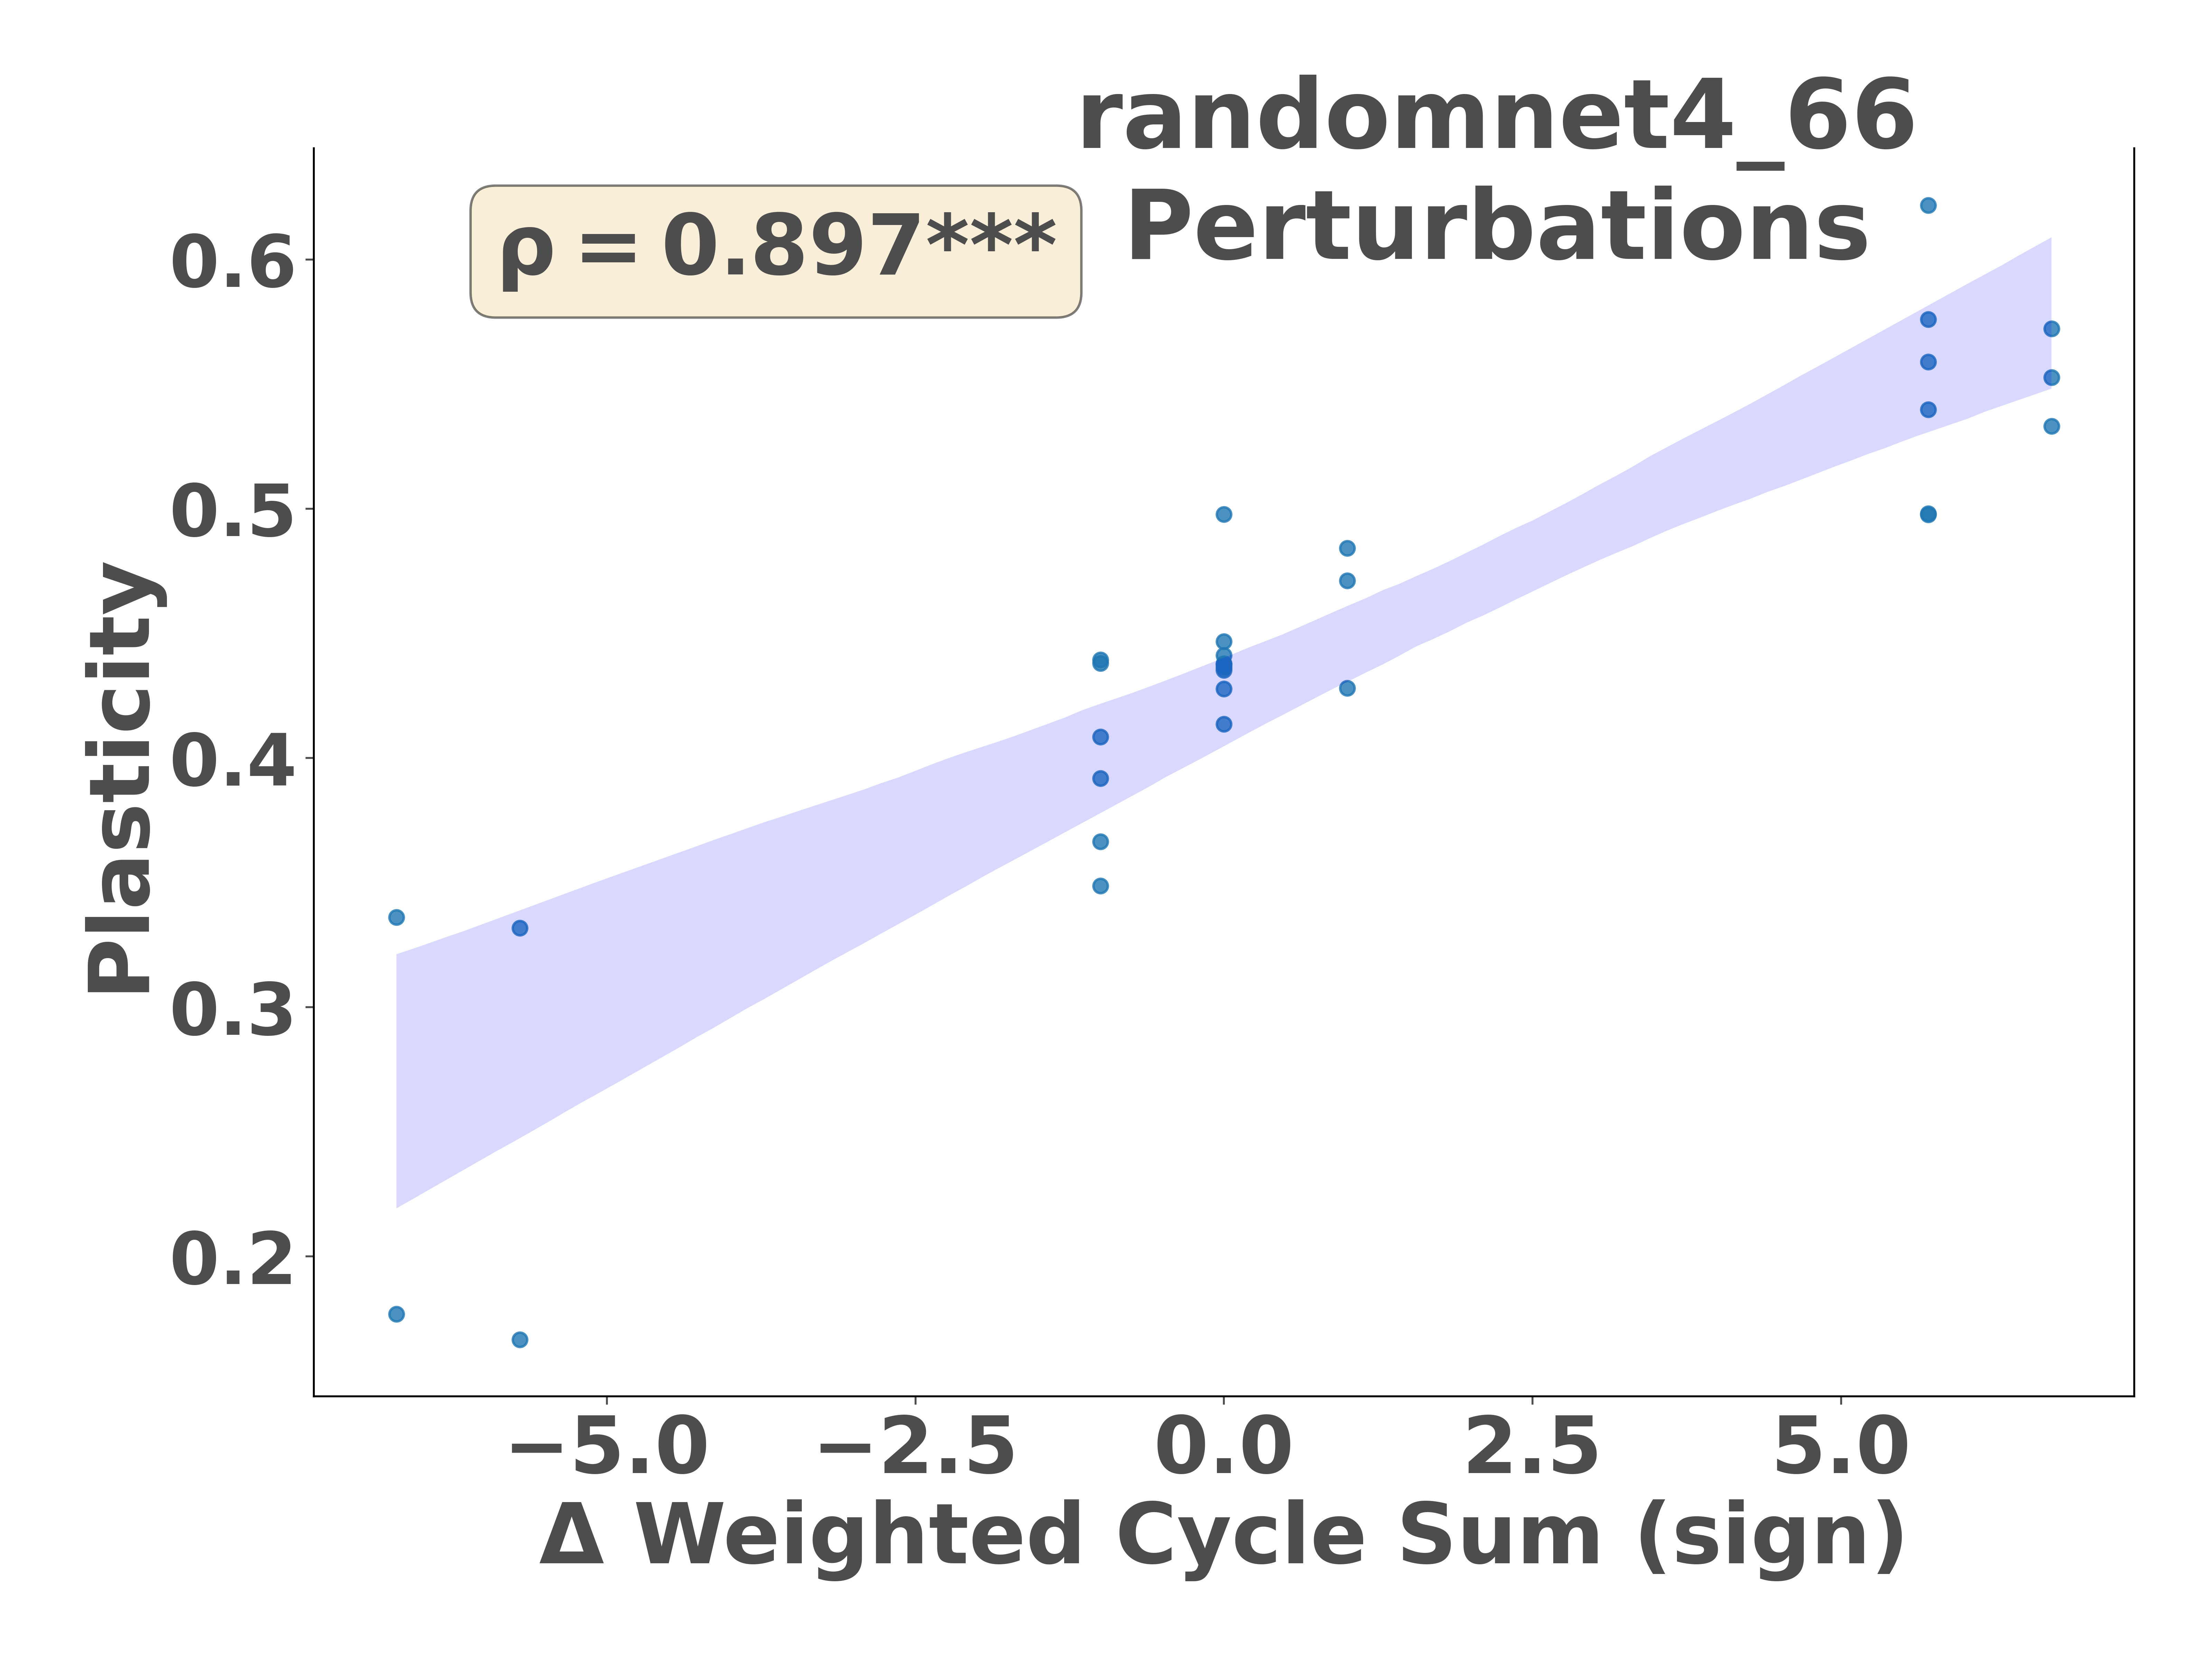 randomnet4_66
Perturbations
ρ = 0.897***
Plasticity
0.6
0.5
0.4
0.3
0.2
−5.0 −2.5 0.0 2.5 5.0
Δ Weighted Cycle Sum (sign)